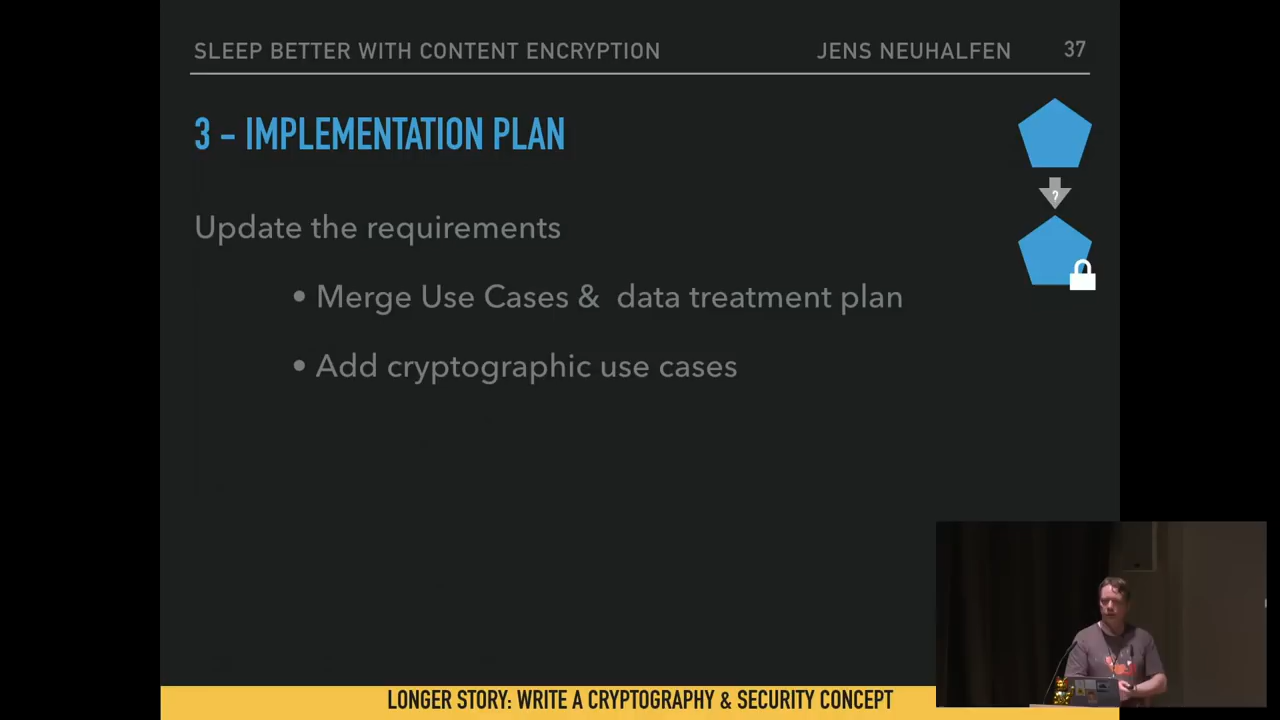 SLEEP BETTER WITH CONTENT ENCRYPTION JENS NEUHALFEN 37
3 - IMPLEMENTATION PLAN
?
Update the requirements
• Merge Use Cases & data treatment plan
• Add cryptographic use cases
LONGER STORY: WRITE A CRYPTOGRAPHY & SECURITY CONCEPT